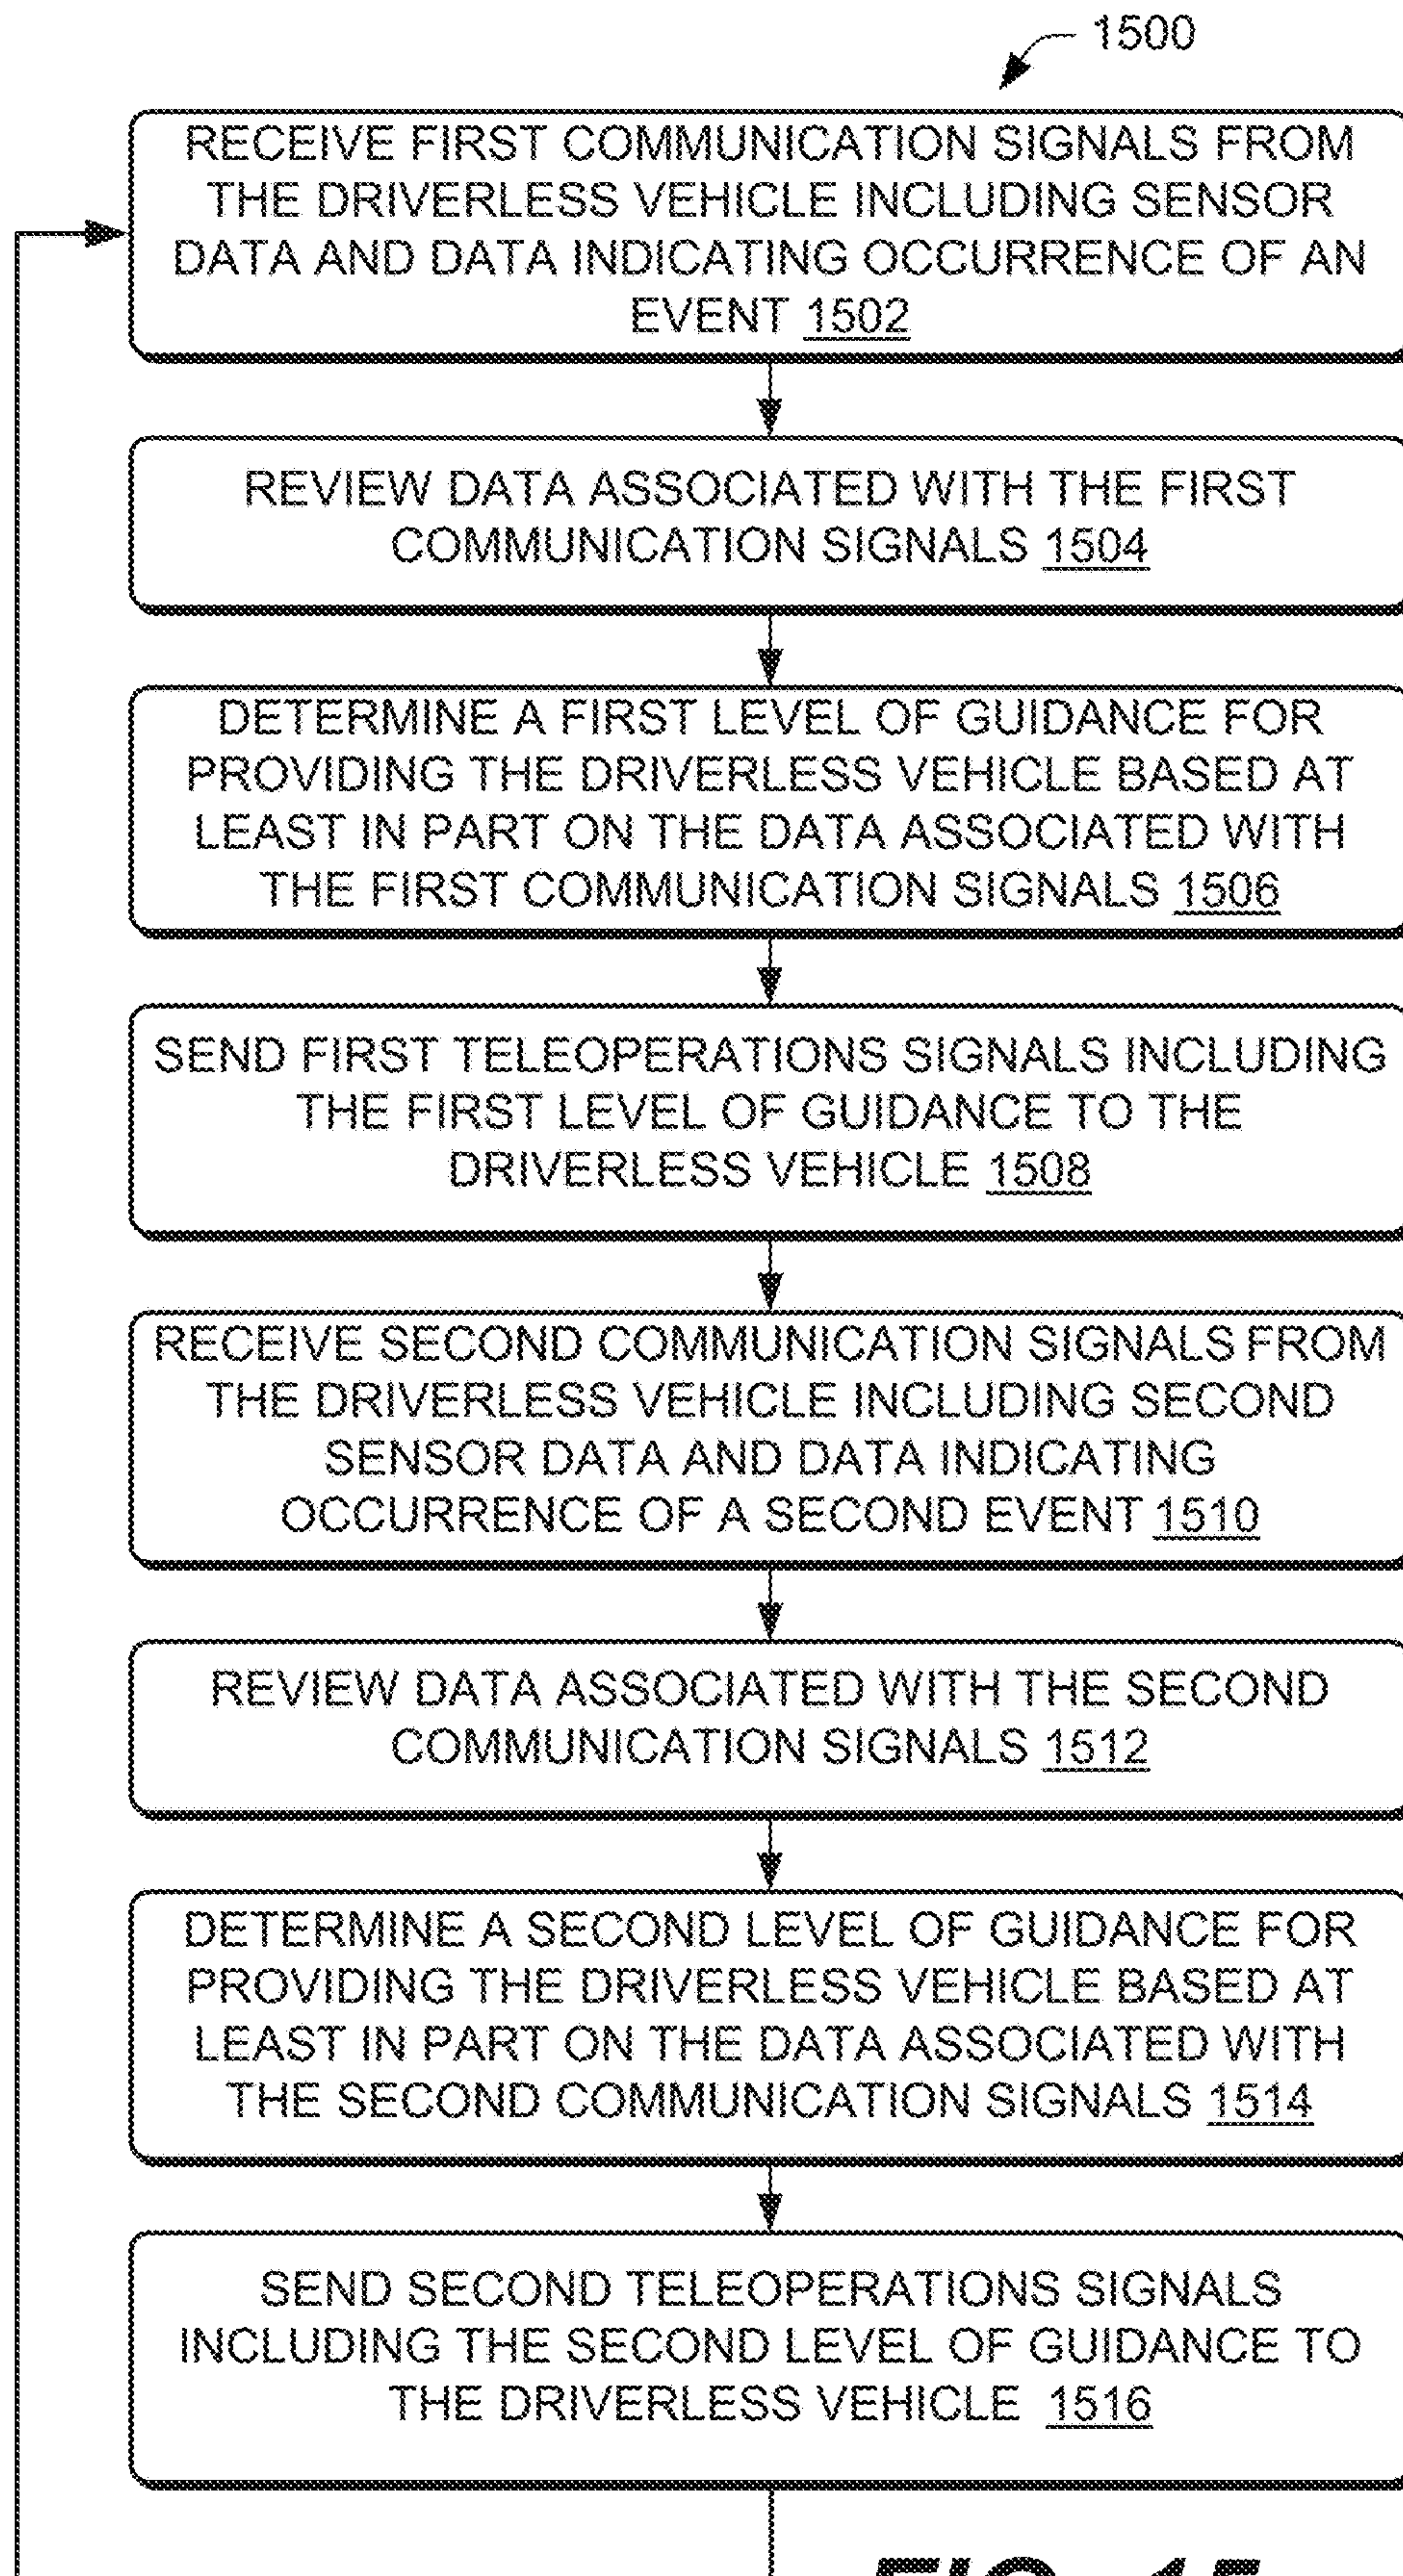 1500
RECEIVE FIRST COMMUNICATION SIGNALS FROM
THE DRIVERLESS VEHICLE INCLUDING SENSOR
DATA AND DATA INDICATING OCCURRENCE OF AN
EVENT 1502
REVIEW DATA ASSOCIATED WITH THE FIRST
COMMUNICATION SIGNALS 1504
DETERMINE A FIRST LEVEL OF GUIDANCE FOR
PROVIDING THE DRIVERLESS VEHICLE BASED AT
LEAST IN PART ON THE DATA ASSOCIATED WITH
THE FIRST COMMUNICATION SIGNALS 1506
SEND FIRST TELEOPERATIONS SIGNALS INCLUDING
THE FIRST LEVEL OF GUIDANCE TO THE
DRIVERLESS VEHICLE 1508
RECEIVE SECOND COMMUNICATION SIGNALS FROM
THE DRIVERLESS VEHICLE INCLUDING SECOND
SENSOR DATA AND DATA INDICATING
OCCURRENCE OF A SECOND EVENT 1510
REVIEW DATA ASSOCIATED WITH THE SECOND
COMMUNICATION SIGNALS 1512
DETERMINE A SECOND LEVEL OF GUIDANCE FOR
PROVIDING THE DRIVERLESS VEHICLE BASED AT
LEAST IN PART ON THE DATA ASSOCIATED WITH
THE SECOND COMMUNICATION SIGNALS 1514
SEND SECOND TELEOPERATIONS SIGNALS
INCLUDING THE SECOND LEVEL OF GUIDANCE TO
THE DRIVERLESS VEHICLE 1516